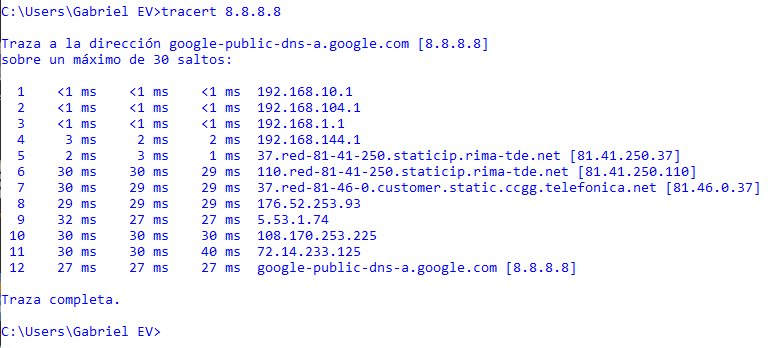 C:\Users\Gabriel EV>tracert 8.8.8.8
Traza a la dirección google-public-dns-a.google.com [8.8.8.8]
sobre un máximo de 30 saltos:
1 <1 ms <1 ms <1 ms 192.168.10.1
2 <1 ms <1 ms <1 ms 192.168.104.1
3 <1 ms <1 ms <1 ms 192.168.1.1
4 3 ms 2 ms 2 ms 192.168.144.1
5 2 ms 3 ms 1 ms 37.red-81-41-250.staticip.rima-tde.net [81.41.250.37]
6 30 ms 30 ms 29 ms 110.red-81-41-250.staticip.rima-tde.net [81.41.250.110]
7 30 ms 29 ms 29 ms 37.red-81-46-0.customer.static.ccgg.telefonica.net [81.46.0.37]
8 29 ms 29 ms 29 ms 176.52.253.93
9 32 ms 27 ms 27 ms 5.53.1.74
10 30 ms 30 ms 30 ms 108.170.253.225
11 30 ms 30 ms 40 ms 72.14.233.125
12 27 ms 27 ms 27 ms google-public-dns-a.google.com [8.8.8.8]
Traza completa.
C:\Users\Gabriel EV>